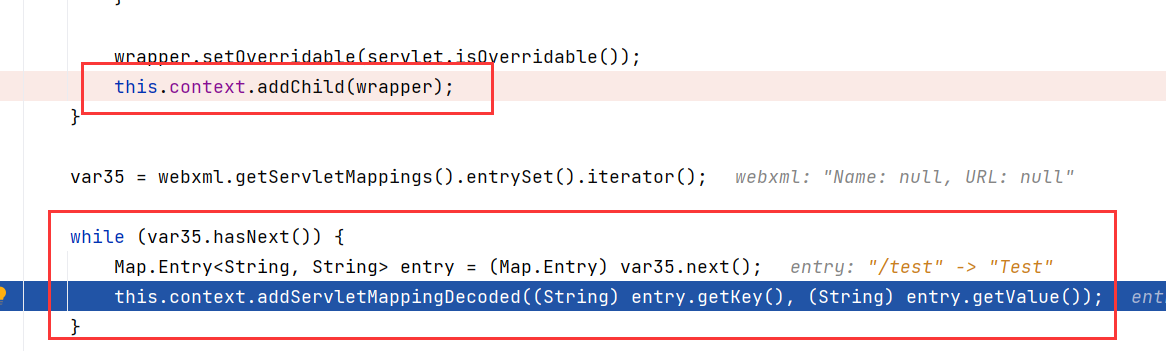 }
wrapper.setOverridable(servlet.isOverridable());
this.context.addChild(wrapper);
}
var35 = webxml.getServletMappings().entrySet().iterator(); webxml: "Name: null, URL: null"
while (var35.hasNext()) {
Map.Entry<String, String> entry = (Map.Entry) var35.next(); entry: "/test" -> "Test"
this.context.addServletMappingDecoded((String) entry.getKey(), (String) entry.getValue());
}